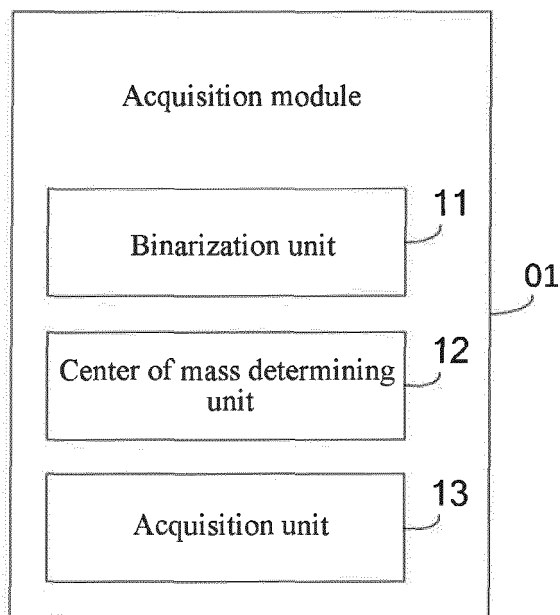 Acquisition module
11
Binarization unit
01
12
Center of mass determining
unit
13
Acquisition unit